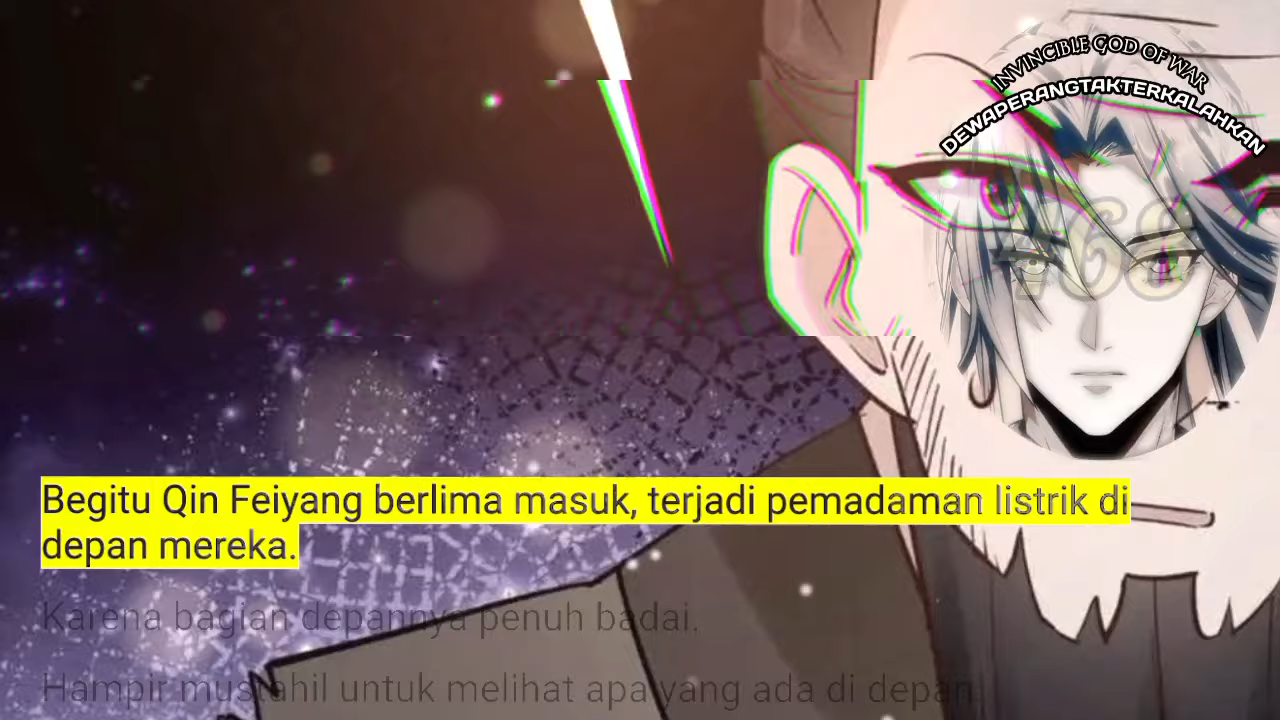 INVINCIBLE GOD OF WAR
DEWAPERANGTAKTERKALAHKAN
768
Begitu Qin Feiyang berlima masuk, terjadi pemadaman listrik di
depan mereka.
Karena bagian depannya penuh badai.
Hampir mustahil untuk melihat apa yang ada di depan.